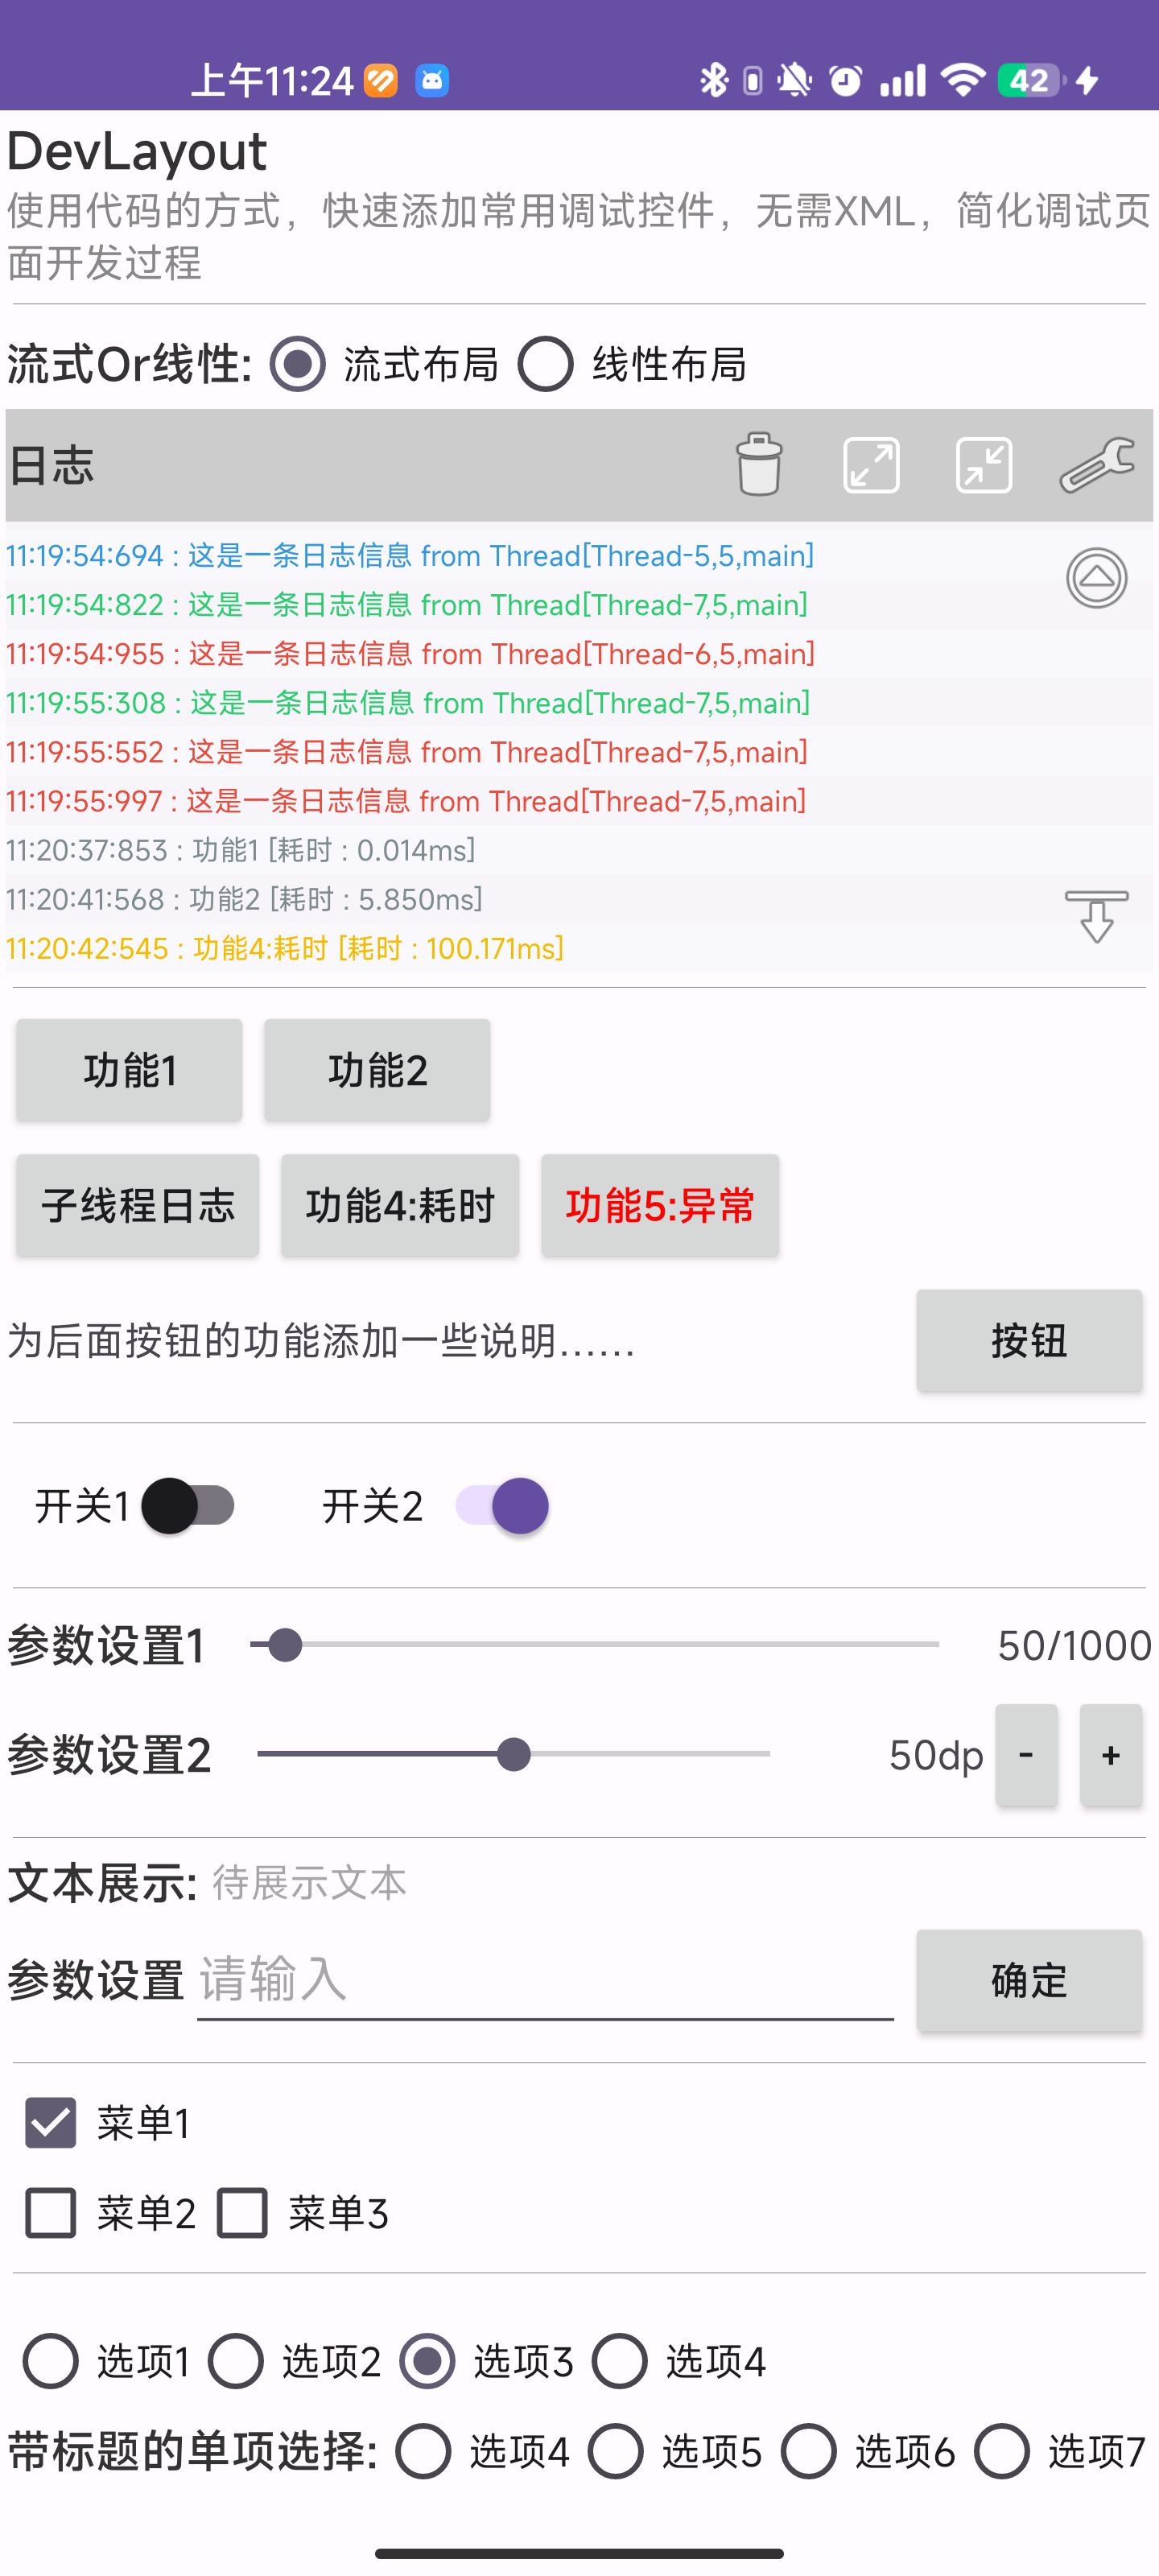 上午11:24
42
DevLayout
使用代码的方式，快速添加常用调试控件，无需XML，简化调试页
面开发过程
流式Or线性: 流式布局 线性布局
日志
11:19:54:694 : 这是一条日志信息 from Thread[Thread-5,5,main]
11:19:54:822 : 这是一条日志信息 from Thread[Thread-7,5,main]
11:19:54:955 : 这是一条日志信息 from Thread[Thread-6,5,main]
11:19:55:308 : 这是一条日志信息 from Thread[Thread-7,5,main]
11:19:55:552 : 这是一条日志信息 from Thread[Thread-7,5,main]
11:19:55:997 : 这是一条日志信息 from Thread[Thread-7,5,main]
11:20:37:853 : 功能1 [耗时 : 0.014ms]
11:20:41:568 : 功能2 [耗时 : 5.850ms]
11:20:42:545 : 功能4:耗时 [耗时 : 100.171ms]
功能1 功能2
子线程日志 功能4:耗时 功能5:异常
为后面按钮的功能添加一些说明...... 按钮
开关1 开关2
参数设置1 50/1000
参数设置2 50dp - +
文本展示: 待展示文本
参数设置 请输入 确定
菜单1
菜单2 菜单3
选项1 选项2 选项3 选项4
带标题的单项选择: 选项4 选项5 选项6 选项7